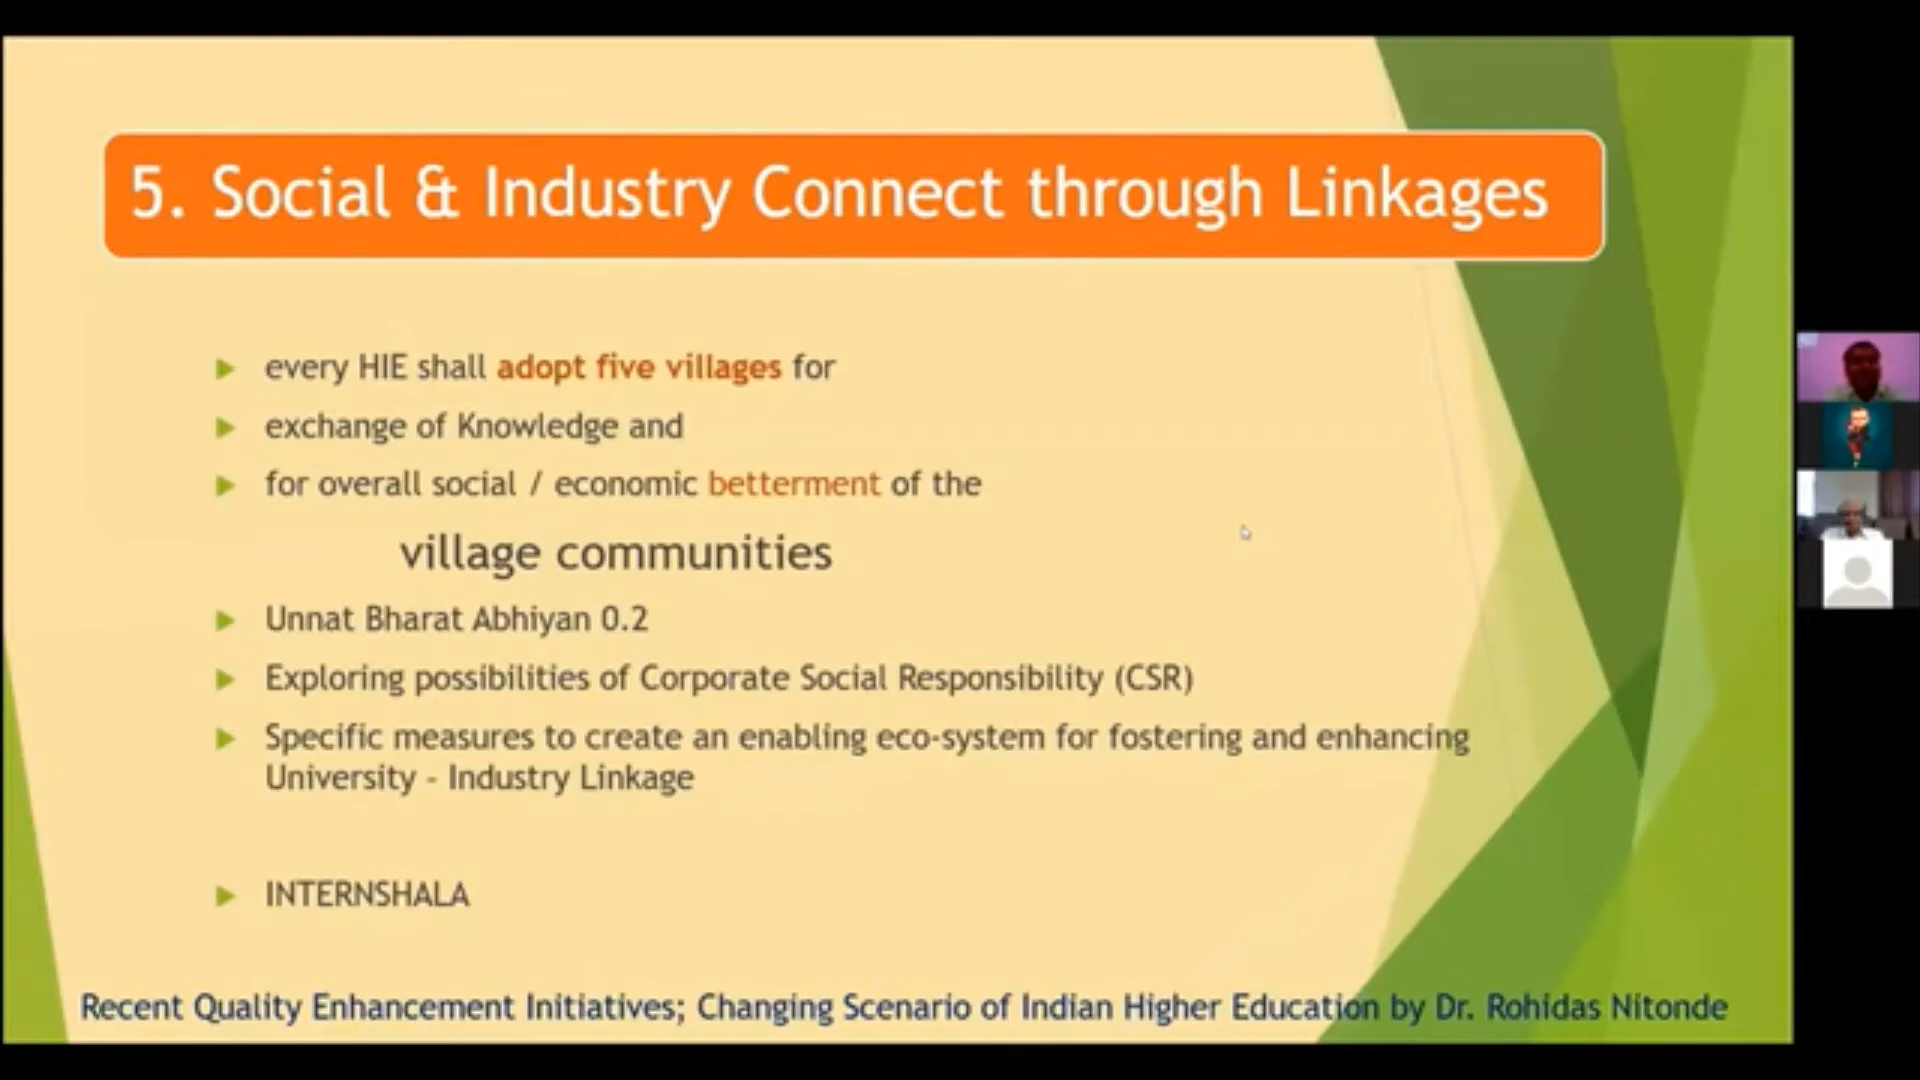 5. Social & Industry Connect through Linkages
every HIE shall adopt five villages for
exchange of Knowledge and
for overall social / economic betterment of the
village communities
Unnat Bharat Abhiyan 0.2
Exploring possibilities of Corporate Social Responsibility (CSR)
Specific measures to create an enabling eco-system for fostering and enhancing
University - Industry Linkage
INTERNSHALA
Recent Quality Enhancement Initiatives; Changing Scenario of Indian Higher Education by Dr. Rohidas Nitonde